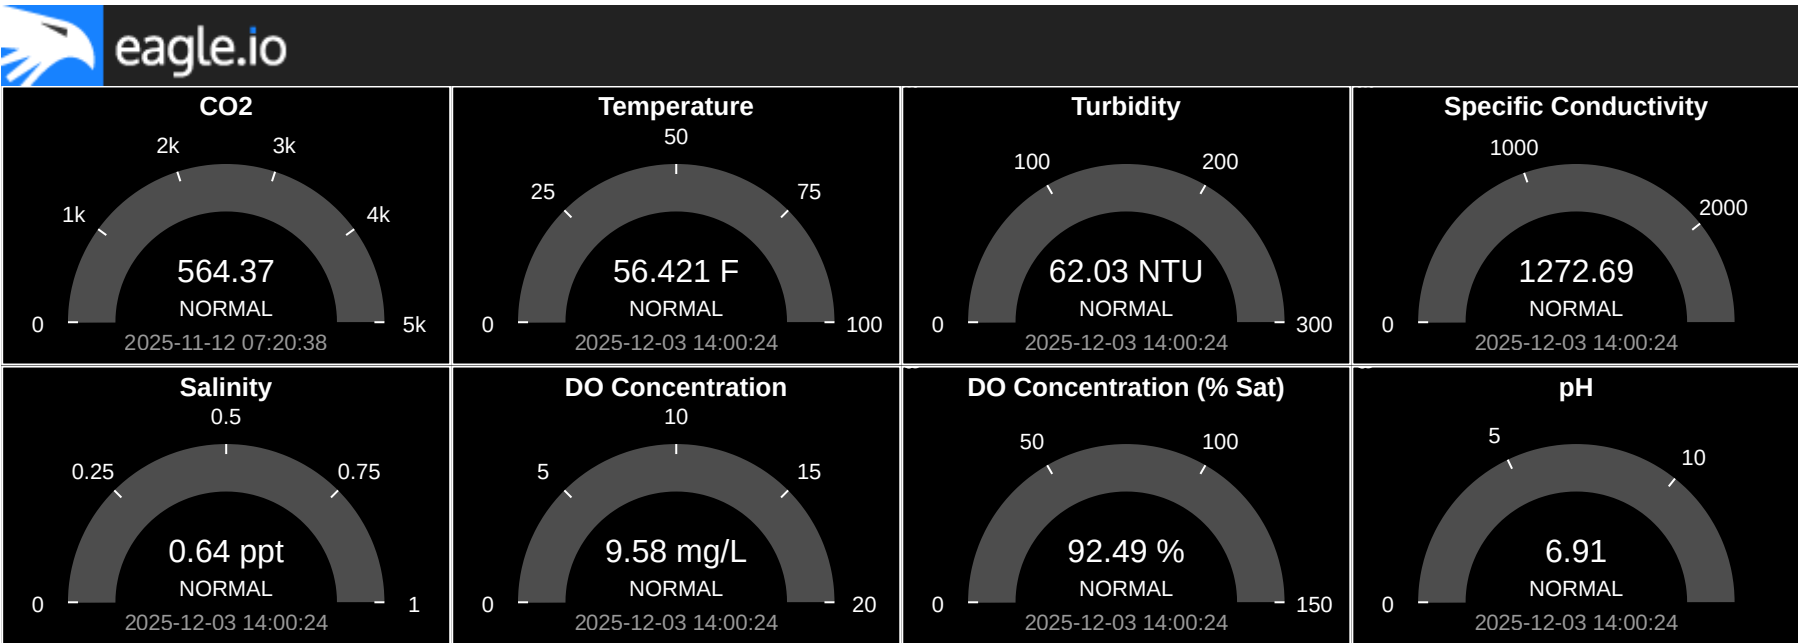 eagle.io
CO2
2k
3k
1k
4k
564.37
NORMAL
0
5k
2025-11-12 07:20:38
Temperature
50
25
75
56.421 F
NORMAL
0
100
2025-12-03 14:00:24
Turbidity
100
200
62.03 NTU
NORMAL
0
300
2025-12-03 14:00:24
Specific Conductivity
1000
2000
1272.69
NORMAL
0
2025-12-03 14:00:24
Salinity
0.5
0.25
0.75
0.64 ppt
NORMAL
0
1
2025-12-03 14:00:24
DO Concentration
10
5
15
9.58 mg/L
NORMAL
0
20
2025-12-03 14:00:24
DO Concentration (% Sat)
50
100
92.49 %
NORMAL
0
150
2025-12-03 14:00:24
pH
5
10
6.91
NORMAL
0
2025-12-03 14:00:24